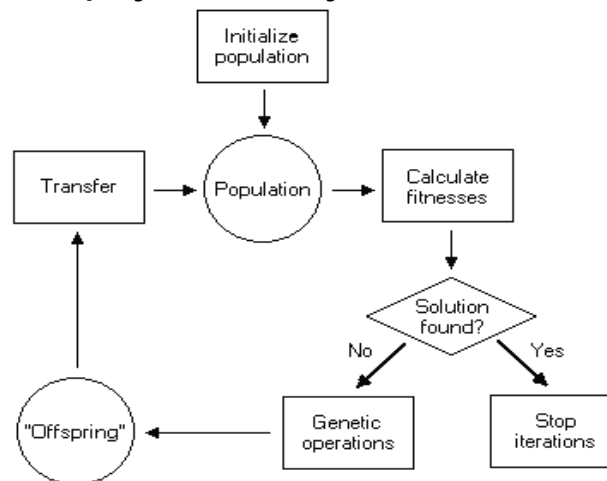 Initialize
population
Transfer
Population
Calculate
fitnesses
Solution
found?
No
Yes
"Offspring"
Genetic
operations
Stop
iterations